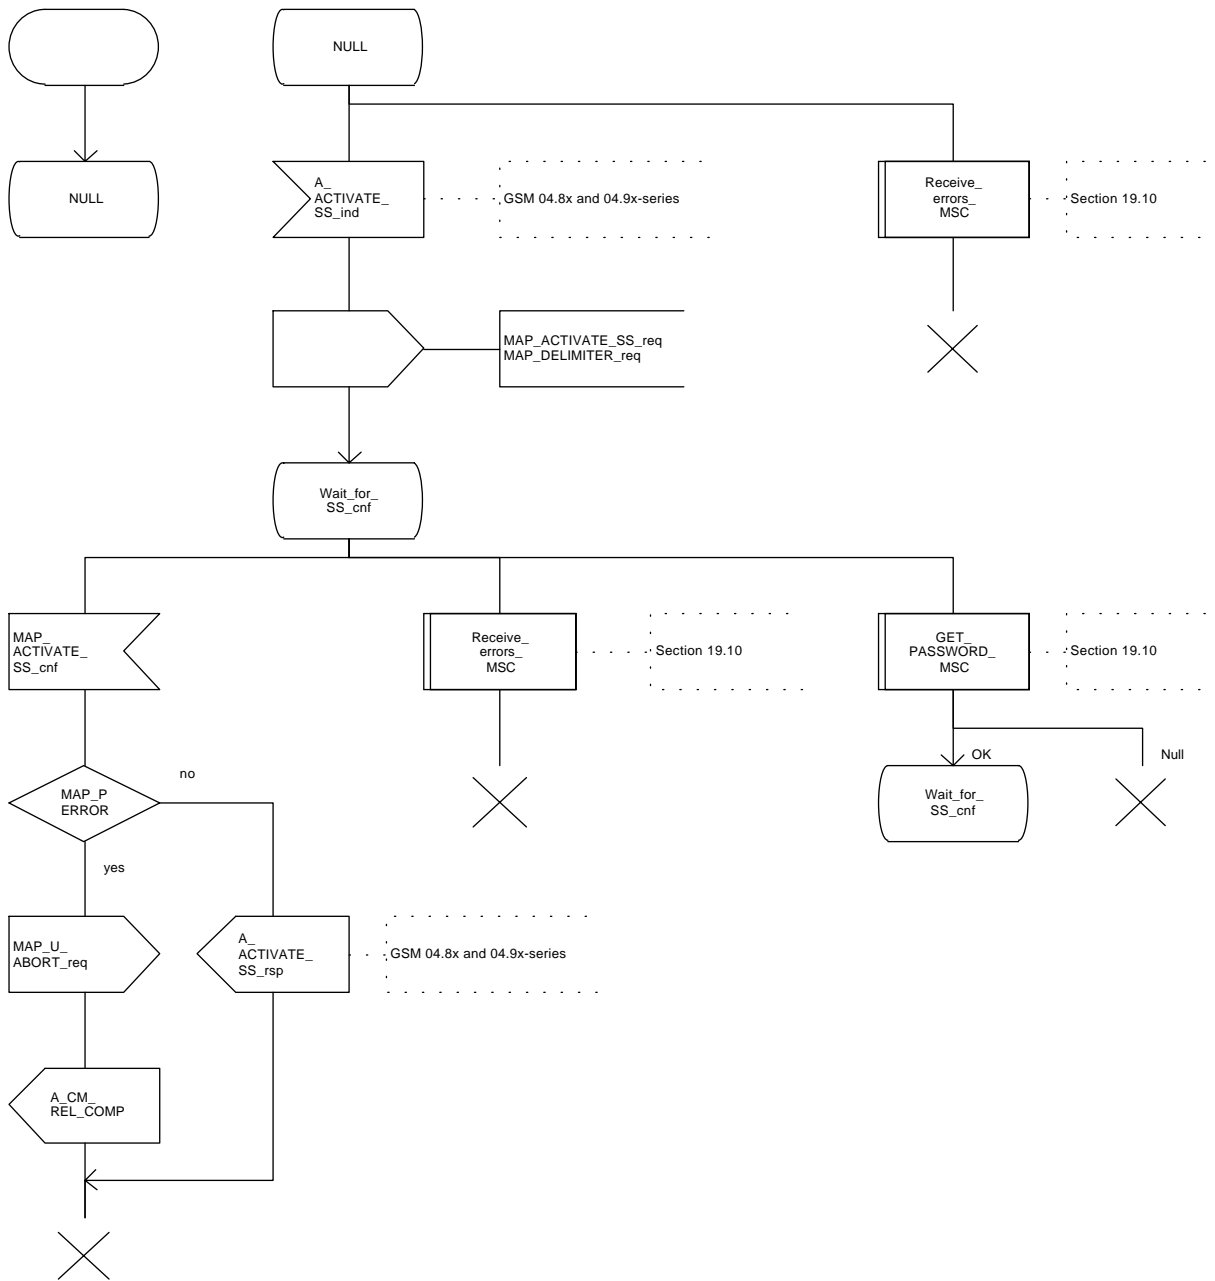 NULL
NULL
A_
ACTIVATE_
SS_ind
GSM 04.8x and 04.9x-series
Receive_
errors_
MSC
Section 19.10
MAP_ACTIVATE_SS_req
MAP_DELIMITER_req
Wait_for_
SS_cnf
MAP_
ACTIVATE_
SS_cnf
Receive_
errors_
MSC
Section 19.10
GET_
PASSWORD_
MSC
Section 19.10
OK
Null
MAP_P
ERROR
no
yes
Wait_for_
SS_cnf
MAP_U_
ABORT_req
A_
ACTIVATE_
SS_rsp
GSM 04.8x and 04.9x-series
A_CM_
REL_COMP